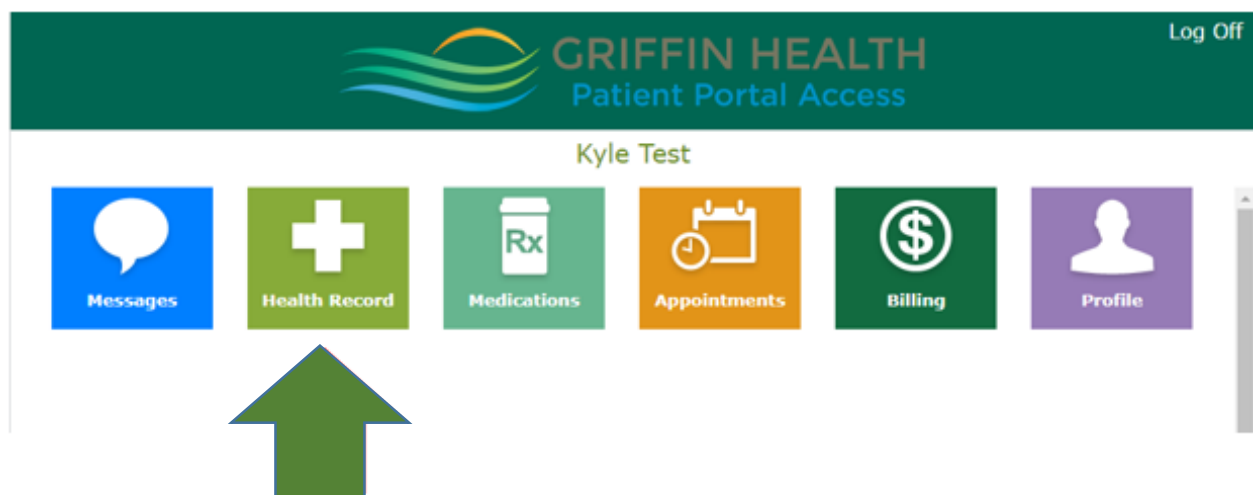 Log Off
GRIFFIN HEALTH
Patient Portal Access
Kyle Test
Messages
Health Record
Rx
Medications
Appointments
$
Billing
Profile